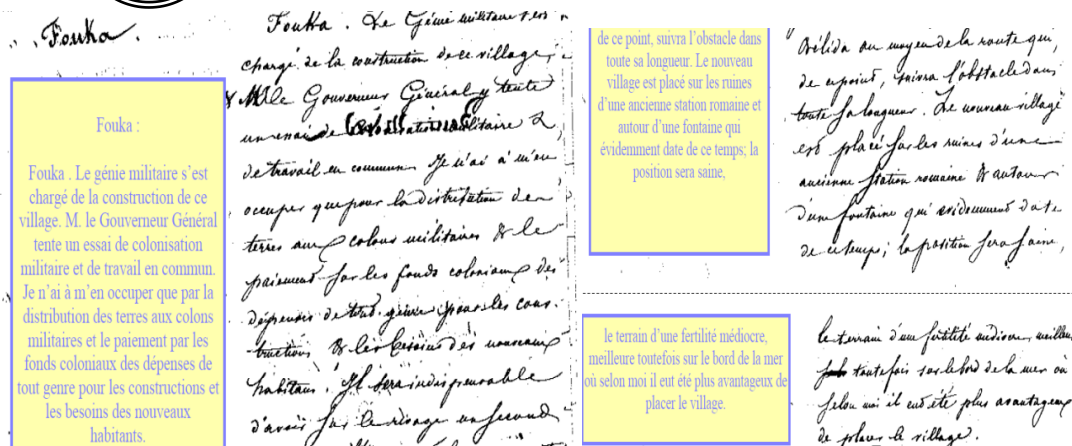 Fouka.
Fouka :
Fouka . Le génie militaire s’est
chargé de la construction de ce
village. M. le Gouverneur Général
tente un essai de colonisation
militaire et de travail en commun.
Je n’ai à m’en occuper que par la
distribution des terres aux colons
militaires et le paiement par les
fonds coloniaux des dépenses de
tout genre pour les constructions et
les besoins des nouveaux
habitants.
Fouka. Le Génie militaire s'est
chargé de la construction de ce village;
M. le Gouverneur Général y tente
un essai de colonisation militaire &
de travail en commun. Je n'ai à m'en
occuper que pour la distribution des
terres aux colons militaires & le
paiement sur les fonds coloniaux des
dépenses de tout genre pour les cons-
tructions & les besoins des nouveaux
habitans. Il sera indispensable
d'avoir sur le rivage un second
de ce point, suivra l’obstacle dans
toute sa longueur. Le nouveau
village est placé sur les ruines
d’une ancienne station romaine et
autour d’une fontaine qui
évidemment date de ce temps; la
position sera saine,
Bélida au moyen de la route qui,
de ce point, suivra l'obstacle dans
toute sa longueur. Le nouveau village
est placé sur les ruines d'une
ancienne station romaine & autour
d'une fontaine qui évidemment date
de ce temps; la position sera saine,
le terrain d’une fertilité médiocre,
meilleure toutefois sur le bord de la mer
où selon moi il eut été plus avantageux de
placer le village.
le terrain d'une fertilité médiocre, meilleure
toutefois sur le bord de la mer où
selon moi il eut été plus avantageux
de placer le village.